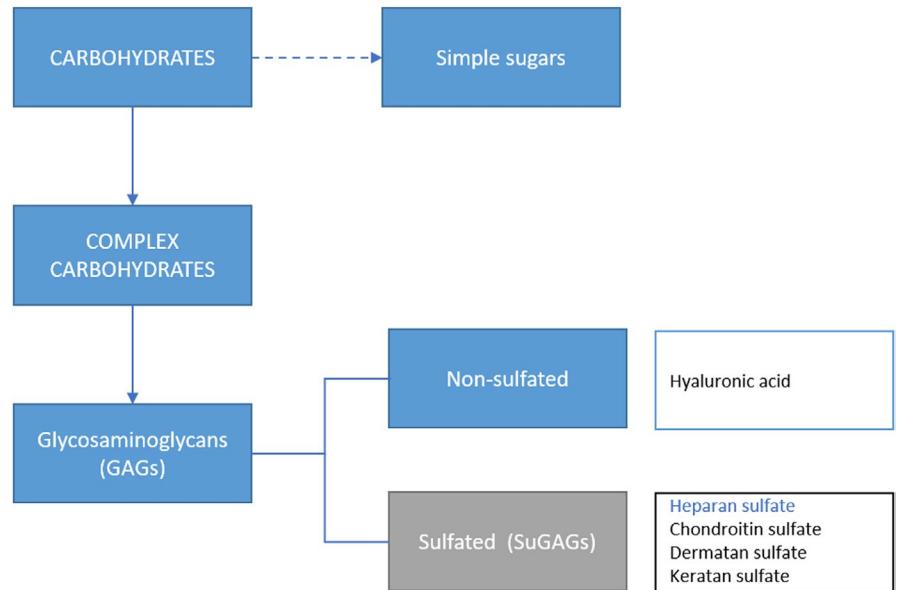 CARBOHYDRATES
Simple sugars
COMPLEX
CARBOHYDRATES
Non-sulfated
Hyaluronic acid
Glycosaminoglycans
(GAGs)
Sulfated (SuGAGs)
Heparan sulfate
Chondroitin sulfate
Dermatan sulfate
Keratan sulfate